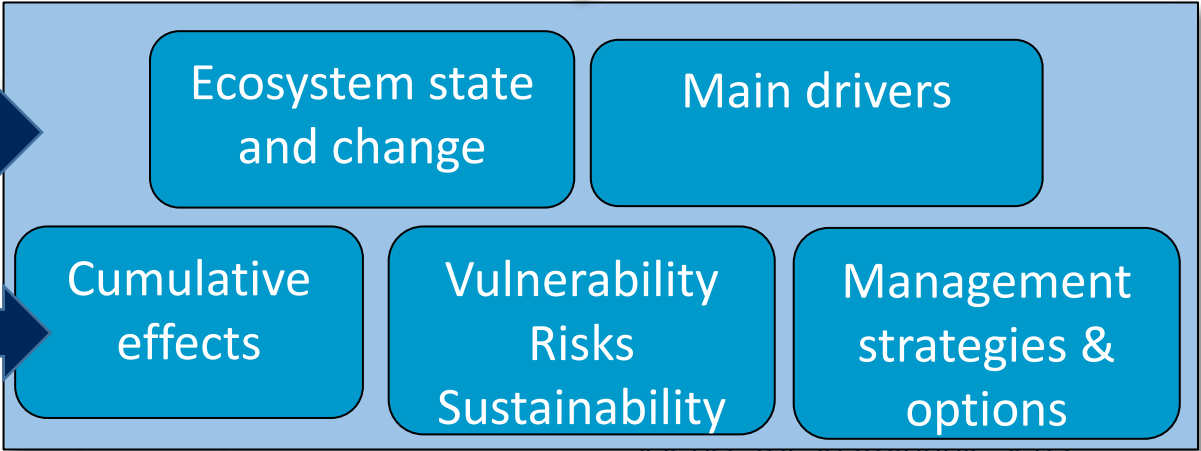 Ecosystem state
and change
Main drivers
Cumulative
effects
Vulnerability
Risks
Sustainability
Management
strategies &
options